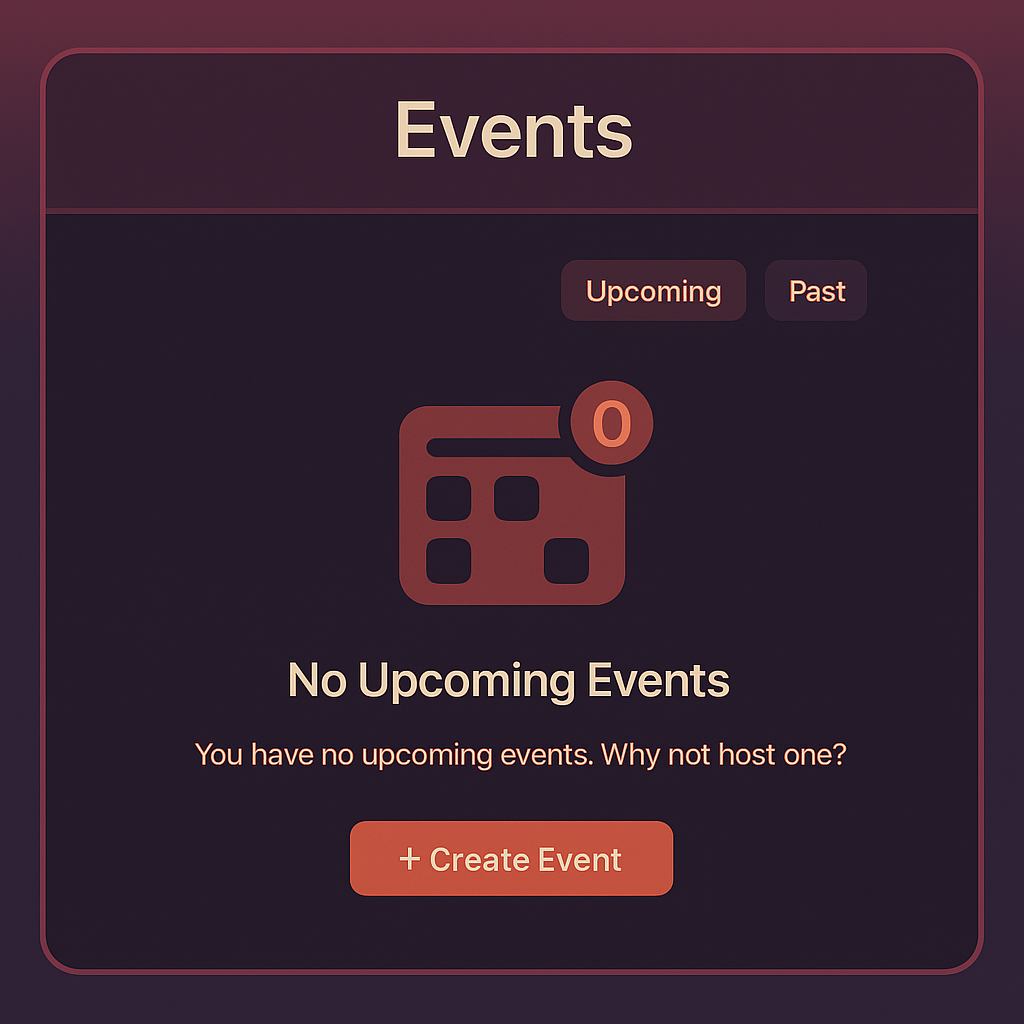 Events
Upcoming Past
0
No Upcoming Events
You have no upcoming events. Why not host one?
+ Create Event